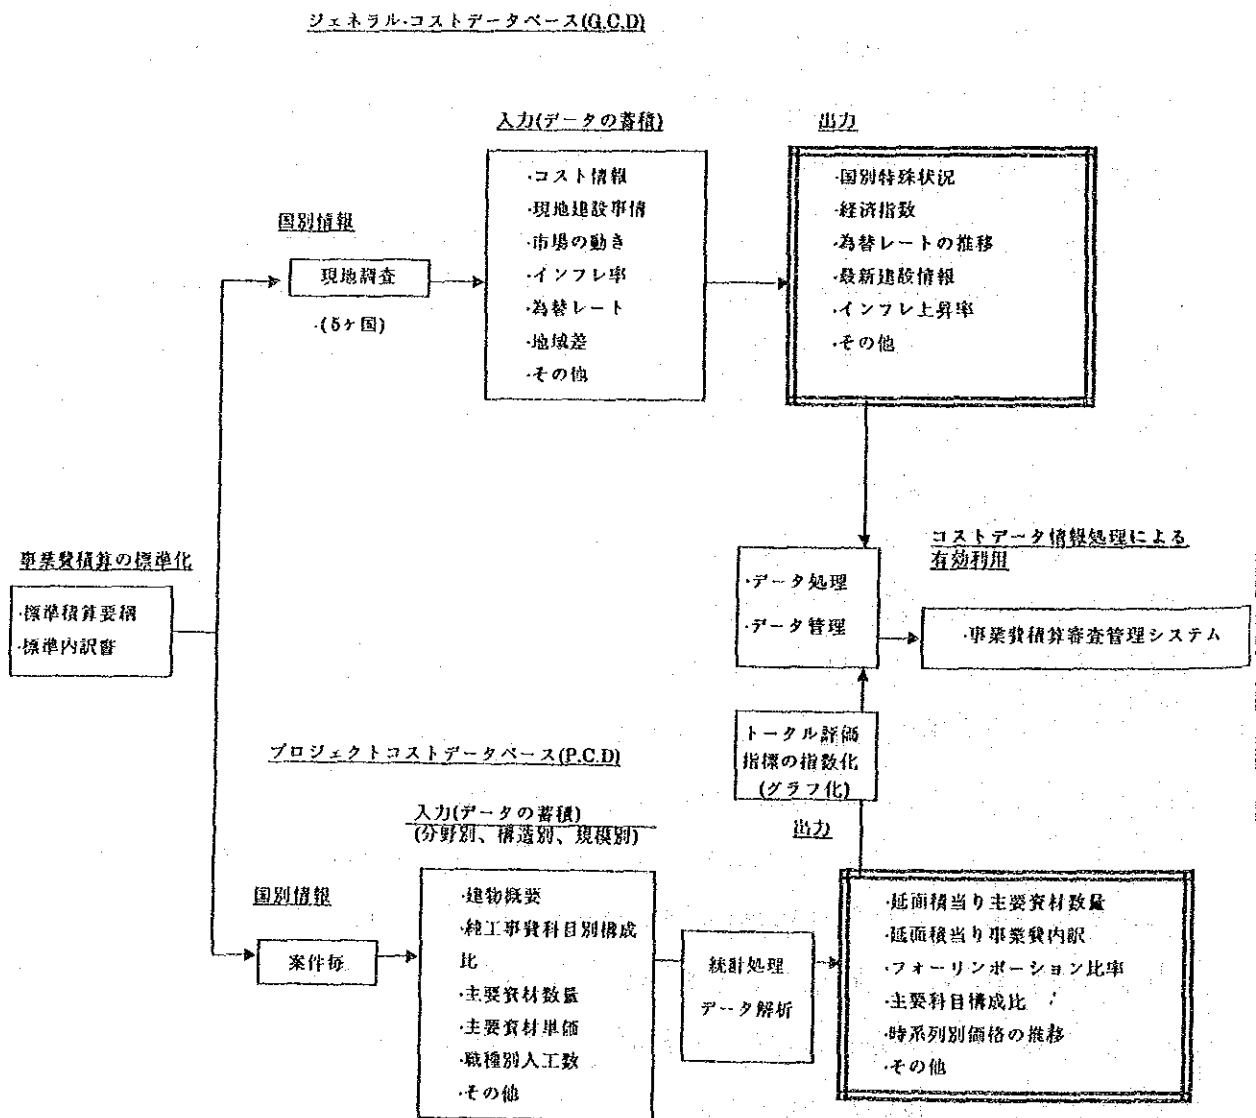 ジェネラル・コストデータベース(G.C.D)
入力(データの蓄積)
・コスト情報
・現地建設事情
・市場の動き
・インフレ率
・為替レート
・地域差
・その他
出力
・国別特殊状況
・経済指数
・為替レートの推移
・最新建設情報
・インフレ上昇率
・その他
国別情報
現地調査
・(5ヶ国)
事業費積算の標準化
・標準積算要綱
・標準内訳書
・データ処理
・データ管理
コストデータ情報処理による
有効利用
・事業費積算審査管理システム
トータル評価
指標の指数化
(グラフ化)
プロジェクトコストデータベース(P.C.D)
入力(データの蓄積)
(分野別、構造別、規模別)
国別情報
案件毎
・建物概要
・純工事費科目別構成
比
・主要資材数量
・主要資材単価
・職種別人工数
・その他
統計処理
データ解析
出力
・延面積当り主要資材数量
・延面積当り事業費内訳
・フォーリンポーション比率
・主要科目構成比
・時系列別価格の推移
・その他